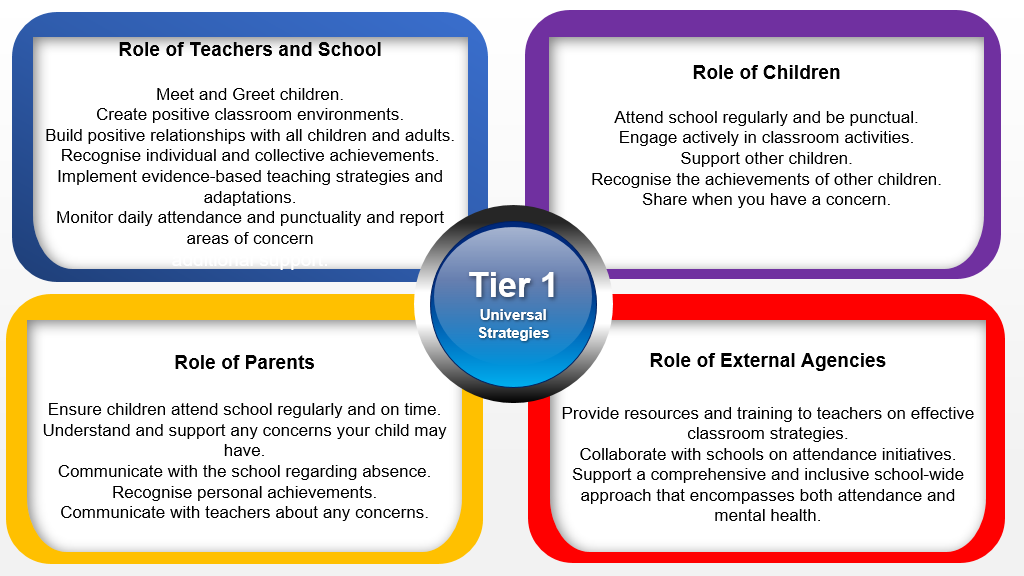 Role of Teachers and School
Meet and Greet children.
Create positive classroom environments.
Build positive relationships with all children and adults.
Recognise individual and collective achievements.
Implement evidence-based teaching strategies and
adaptations.
Monitor daily attendance and punctuality and report
areas of concern
additional support.
Role of Children
Attend school regularly and be punctual.
Engage actively in classroom activities.
Support other children.
Recognise the achievements of other children.
Share when you have a concern.
Tier 1
Universal
Strategies
Role of Parents
Ensure children attend school regularly and on time.
Understand and support any concerns your child may
have.
Communicate with the school regarding absence.
Recognise personal achievements.
Communicate with teachers about any concerns.
Role of External Agencies
Provide resources and training to teachers on effective
classroom strategies.
Collaborate with schools on attendance initiatives.
Support a comprehensive and inclusive school-wide
approach that encompasses both attendance and
mental health.